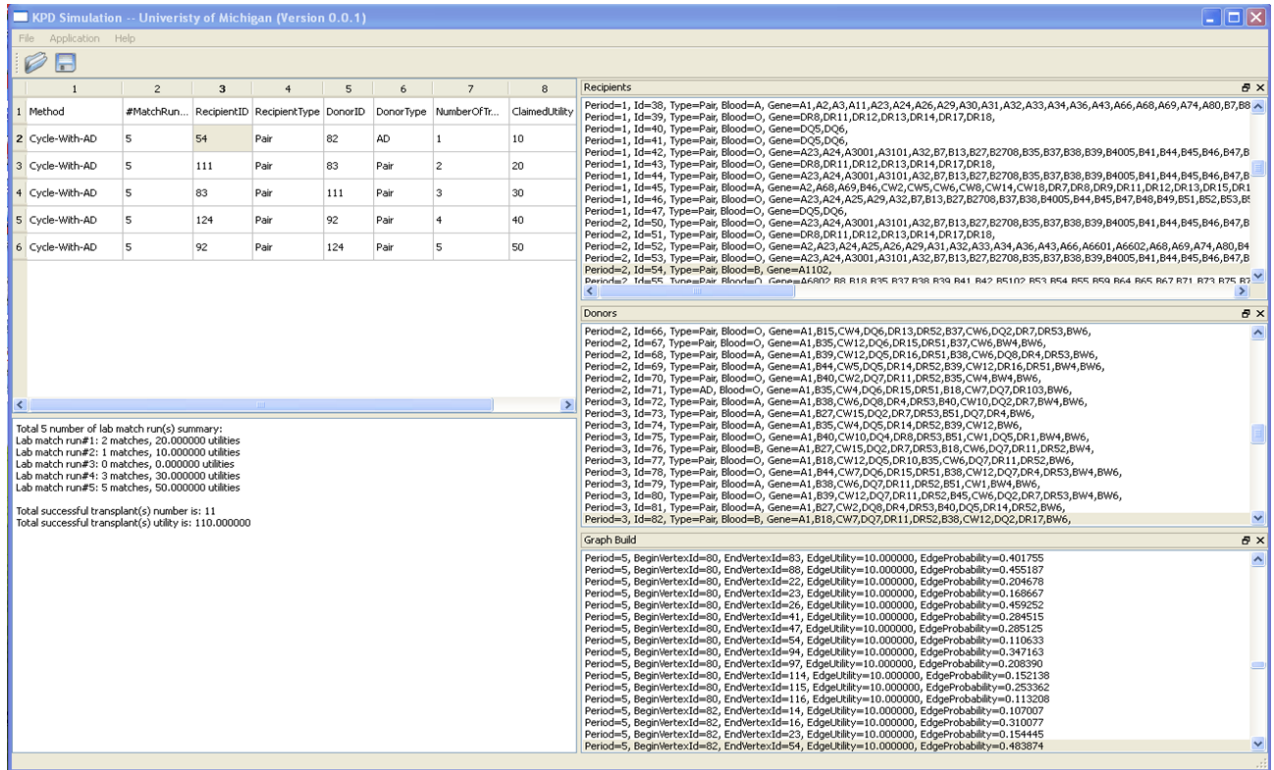 KPD Simulation -- Univeristy of Michigan (Version 0.0.1)
File Application Help
1 2 3 4 5 6 7 8
1 Method #MatchRun... RecipientID RecipientType DonorID DonorType NumberOfTr... ClaimedUtility
2 Cycle-With-AD 5 54 Pair 82 AD 1 10
3 Cycle-With-AD 5 111 Pair 83 Pair 2 20
4 Cycle-With-AD 5 83 Pair 111 Pair 3 30
5 Cycle-With-AD 5 124 Pair 92 Pair 4 40
6 Cycle-With-AD 5 92 Pair 124 Pair 5 50
Total 5 number of lab match run(s) summary:
Lab match run#1: 2 matches, 20.000000 utilities
Lab match run#2: 1 matches, 10.000000 utilities
Lab match run#3: 0 matches, 0.000000 utilities
Lab match run#4: 3 matches, 30.000000 utilities
Lab match run#5: 5 matches, 50.000000 utilities
Total successful transplant(s) number is: 11
Total successful transplant(s) utility is: 110.000000
Recipients
Period=1, Id=38, Type=Pair, Blood=A, Gene=A1,A2,A3,A11,A23,A24,A26,A29,A30,A31,A32,A33,A34,A36,A43,A66,A68,A69,A74,A80,B7,B8
Period=1, Id=39, Type=Pair, Blood=O, Gene=DR8,DR11,DR12,DR13,DR14,DR17,DR18,
Period=1, Id=40, Type=Pair, Blood=O, Gene=DQ5,DQ6,
Period=1, Id=41, Type=Pair, Blood=O, Gene=DQ5,DQ6,
Period=1, Id=42, Type=Pair, Blood=O, Gene=A23,A24,A3001,A3101,A32,B7,B13,B27,B2708,B35,B37,B38,B39,B4005,B41,B44,B45,B46,B47,B
Period=1, Id=43, Type=Pair, Blood=O, Gene=DR8,DR11,DR12,DR13,DR14,DR17,DR18,
Period=1, Id=44, Type=Pair, Blood=O, Gene=A23,A24,A3001,A3101,A32,B7,B13,B27,B2708,B35,B37,B38,B39,B4005,B41,B44,B45,B46,B47,B
Period=1, Id=45, Type=Pair, Blood=A, Gene=A2,A68,A69,B46,CW2,CW5,CW6,CW8,CW14,CW18,DR7,DR8,DR9,DR11,DR12,DR13,DR15,DR1
Period=1, Id=46, Type=Pair, Blood=O, Gene=A23,A24,A25,A29,A32,B7,B13,B27,B2708,B37,B38,B4005,B44,B45,B47,B48,B49,B51,B52,B53,B5
Period=1, Id=47, Type=Pair, Blood=O, Gene=DQ5,DQ6,
Period=2, Id=50, Type=Pair, Blood=O, Gene=A23,A24,A3001,A3101,A32,B7,B13,B27,B2708,B35,B37,B38,B39,B4005,B41,B44,B45,B46,B47,B
Period=2, Id=51, Type=Pair, Blood=O, Gene=DR8,DR11,DR12,DR13,DR14,DR17,DR18,
Period=2, Id=52, Type=Pair, Blood=O, Gene=A2,A23,A24,A25,A26,A29,A31,A32,A33,A34,A36,A43,A66,A6601,A6602,A68,A69,A74,A80,B4
Period=2, Id=53, Type=Pair, Blood=O, Gene=A23,A24,A3001,A3101,A32,B7,B13,B27,B2708,B35,B37,B38,B39,B4005,B41,B44,B45,B46,B47,B
Period=2, Id=54, Type=Pair, Blood=B, Gene=A1102,
Period=2, Id=55, Type=Pair, Blood=O, Gene=A6802,B8,B18,B35,B37,B38,B39,B41,B42,B5102,B53,B54,B55,B59,B64,B65,B67,B71,B73,B75,B7
Donors
Period=2, Id=66, Type=Pair, Blood=O, Gene=A1,B15,CW4,DQ6,DR13,DR52,B37,CW6,DQ2,DR7,DR53,BW6,
Period=2, Id=67, Type=Pair, Blood=O, Gene=A1,B35,CW12,DQ6,DR15,DR51,B37,CW6,BW4,BW6,
Period=2, Id=68, Type=Pair, Blood=A, Gene=A1,B39,CW12,DQ5,DR16,DR51,B38,CW6,DQ8,DR4,DR53,BW6,
Period=2, Id=69, Type=Pair, Blood=A, Gene=A1,B44,CW5,DQ5,DR14,DR52,B39,CW12,DR16,DR51,BW4,BW6,
Period=2, Id=70, Type=Pair, Blood=O, Gene=A1,B40,CW2,DQ7,DR11,DR52,B35,CW4,BW4,BW6,
Period=2, Id=71, Type=AD, Blood=O, Gene=A1,B35,CW4,DQ6,DR15,DR51,B18,CW7,DQ7,DR103,BW6,
Period=3, Id=72, Type=Pair, Blood=A, Gene=A1,B38,CW6,DQ8,DR4,DR53,B40,CW10,DQ2,DR7,BW4,BW6,
Period=3, Id=73, Type=Pair, Blood=A, Gene=A1,B27,CW15,DQ2,DR7,DR53,B51,DQ7,DR4,BW6,
Period=3, Id=74, Type=Pair, Blood=A, Gene=A1,B35,CW4,DQ5,DR14,DR52,B39,CW12,BW6,
Period=3, Id=75, Type=Pair, Blood=O, Gene=A1,B40,CW10,DQ4,DR8,DR53,B51,CW1,DQ5,DR1,BW4,BW6,
Period=3, Id=76, Type=Pair, Blood=B, Gene=A1,B27,CW15,DQ2,DR7,DR53,B18,CW6,DQ7,DR11,DR52,BW4,
Period=3, Id=77, Type=Pair, Blood=O, Gene=A1,B18,CW12,DQ5,DR10,B35,CW6,DQ7,DR11,DR52,BW6,
Period=3, Id=78, Type=Pair, Blood=O, Gene=A1,B44,CW7,DQ6,DR15,DR51,B38,CW12,DQ7,DR4,DR53,BW4,BW6,
Period=3, Id=79, Type=Pair, Blood=A, Gene=A1,B38,CW6,DQ7,DR11,DR52,B51,CW1,BW4,BW6,
Period=3, Id=80, Type=Pair, Blood=O, Gene=A1,B39,CW12,DQ7,DR11,DR52,B45,CW6,DQ2,DR7,DR53,BW4,BW6,
Period=3, Id=81, Type=Pair, Blood=A, Gene=A1,B27,CW2,DQ8,DR4,DR53,B40,DQ5,DR14,DR52,BW6,
Period=3, Id=82, Type=Pair, Blood=B, Gene=A1,B18,CW7,DQ7,DR11,DR52,B38,CW12,DQ2,DR17,BW6,
Graph Build
Period=5, BeginVertexId=80, EndVertexId=83, EdgeUtility=10.000000, EdgeProbability=0.401755
Period=5, BeginVertexId=80, EndVertexId=88, EdgeUtility=10.000000, EdgeProbability=0.455187
Period=5, BeginVertexId=80, EndVertexId=22, EdgeUtility=10.000000, EdgeProbability=0.204678
Period=5, BeginVertexId=80, EndVertexId=23, EdgeUtility=10.000000, EdgeProbability=0.168667
Period=5, BeginVertexId=80, EndVertexId=26, EdgeUtility=10.000000, EdgeProbability=0.459252
Period=5, BeginVertexId=80, EndVertexId=41, EdgeUtility=10.000000, EdgeProbability=0.284515
Period=5, BeginVertexId=80, EndVertexId=47, EdgeUtility=10.000000, EdgeProbability=0.285125
Period=5, BeginVertexId=80, EndVertexId=54, EdgeUtility=10.000000, EdgeProbability=0.110633
Period=5, BeginVertexId=80, EndVertexId=94, EdgeUtility=10.000000, EdgeProbability=0.347163
Period=5, BeginVertexId=80, EndVertexId=97, EdgeUtility=10.000000, EdgeProbability=0.208390
Period=5, BeginVertexId=80, EndVertexId=114, EdgeUtility=10.000000, EdgeProbability=0.152138
Period=5, BeginVertexId=80, EndVertexId=115, EdgeUtility=10.000000, EdgeProbability=0.253362
Period=5, BeginVertexId=80, EndVertexId=116, EdgeUtility=10.000000, EdgeProbability=0.113208
Period=5, BeginVertexId=82, EndVertexId=14, EdgeUtility=10.000000, EdgeProbability=0.107007
Period=5, BeginVertexId=82, EndVertexId=16, EdgeUtility=10.000000, EdgeProbability=0.310077
Period=5, BeginVertexId=82, EndVertexId=23, EdgeUtility=10.000000, EdgeProbability=0.154445
Period=5, BeginVertexId=82, EndVertexId=54, EdgeUtility=10.000000, EdgeProbability=0.483874